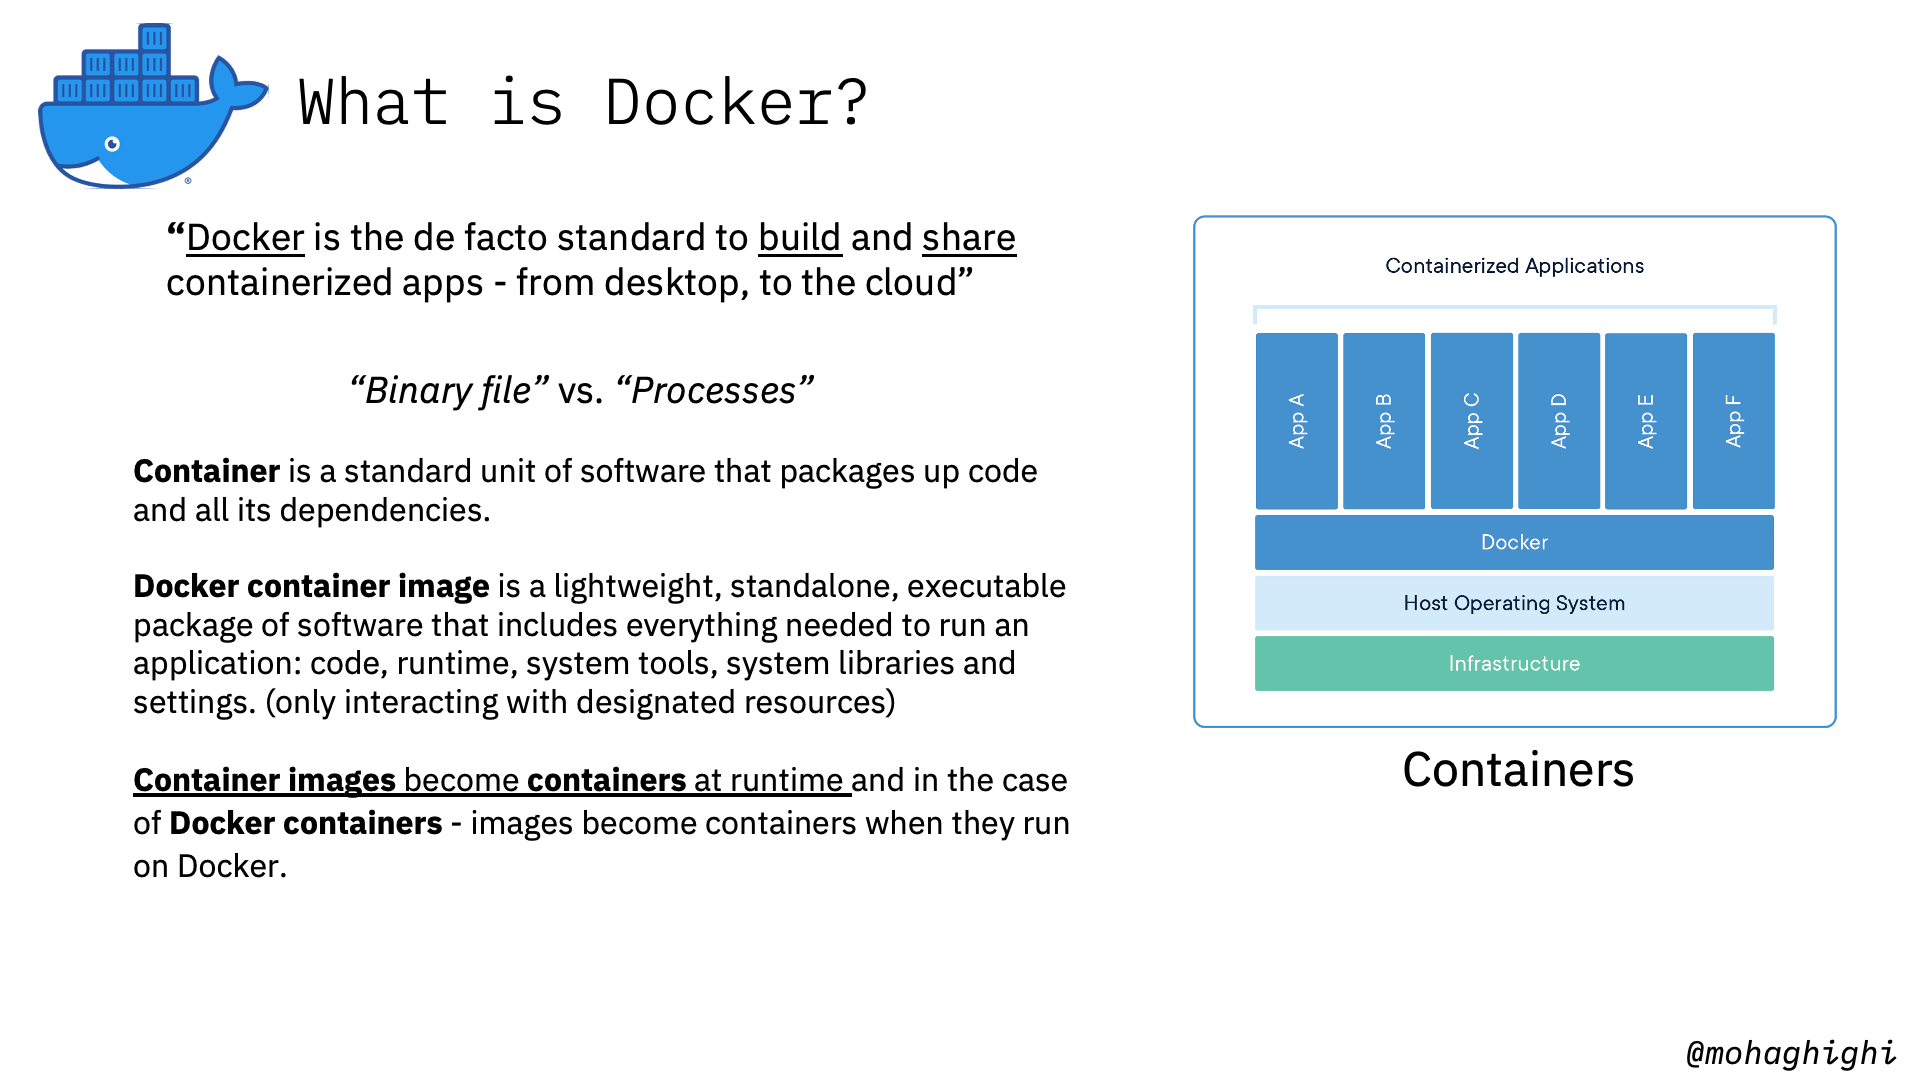 What is Docker?
“Docker is the de facto standard to build and share
containerized apps - from desktop, to the cloud”
“Binary file” vs. “Processes”
Container is a standard unit of software that packages up code
and all its dependencies.
Docker container image is a lightweight, standalone, executable
package of software that includes everything needed to run an
application: code, runtime, system tools, system libraries and
settings. (only interacting with designated resources)
Container images become containers at runtime and in the case
of Docker containers - images become containers when they run
on Docker.
Containerized Applications
App A
App B
App C
App D
App E
App F
Docker
Host Operating System
Infrastructure
Containers
@mohaghighi